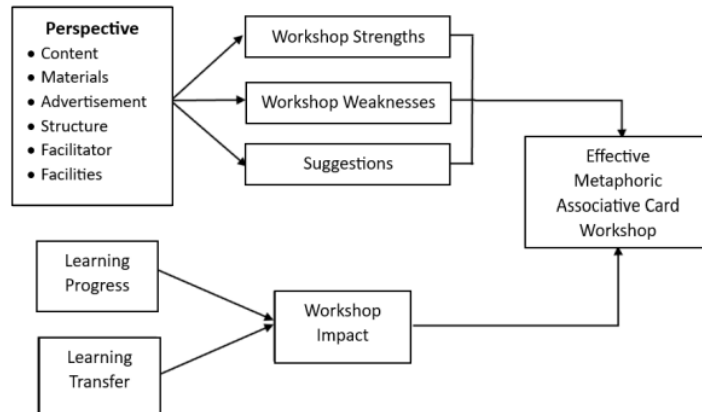 Perspective
• Content
• Materials
• Advertisement
• Structure
• Facilitator
• Facilities
Workshop Strengths
Workshop Weaknesses
Suggestions
Effective
Metaphoric
Associative Card
Workshop
Learning
Progress
Workshop
Impact
Learning
Transfer